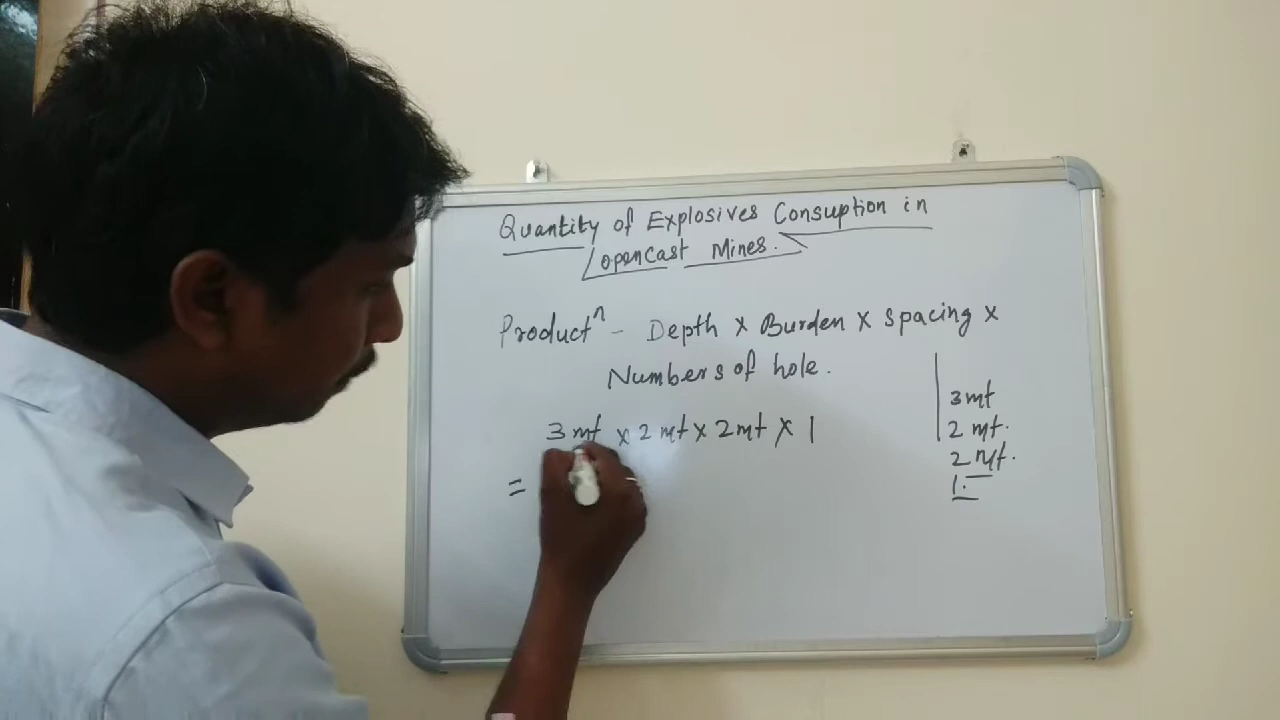 Quantity of Explosives Consuption in
opencast Mines.
Productⁿ - Depth x Burden x spacing x
Numbers of hole.
3 mt x 2 mt x 2 mt x 1
=
3 mt
2 mt.
2 mt.
1.